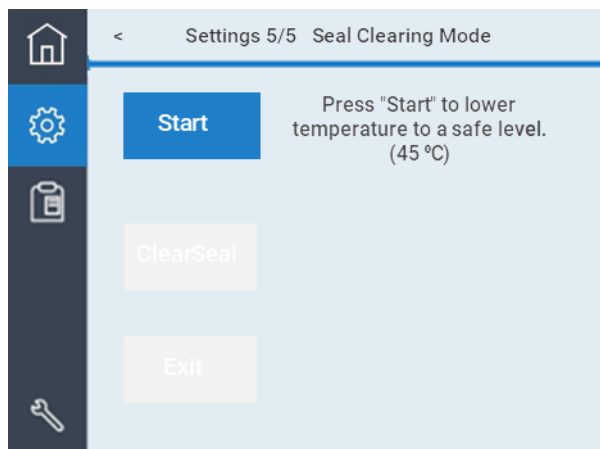 < Settings 5/5 Seal Clearing Mode
Start
Press "Start" to lower
temperature to a safe level.
(45 ºC)
ClearSeal
Exit